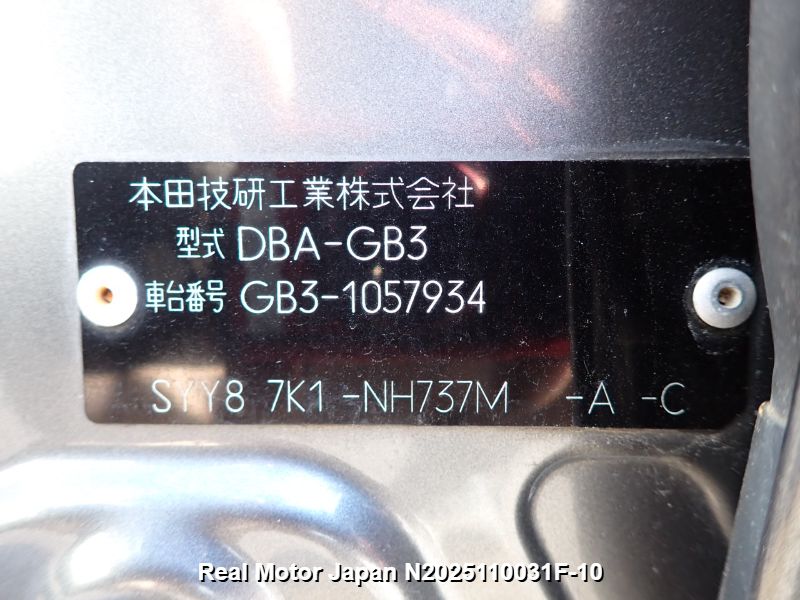 本田技研工業株式会社
型式 DBA-GB3
車台番号 GB3-1057934
SYY8 7K1 -NH737M -A -C
Real Motor Japan N2025110031F-10